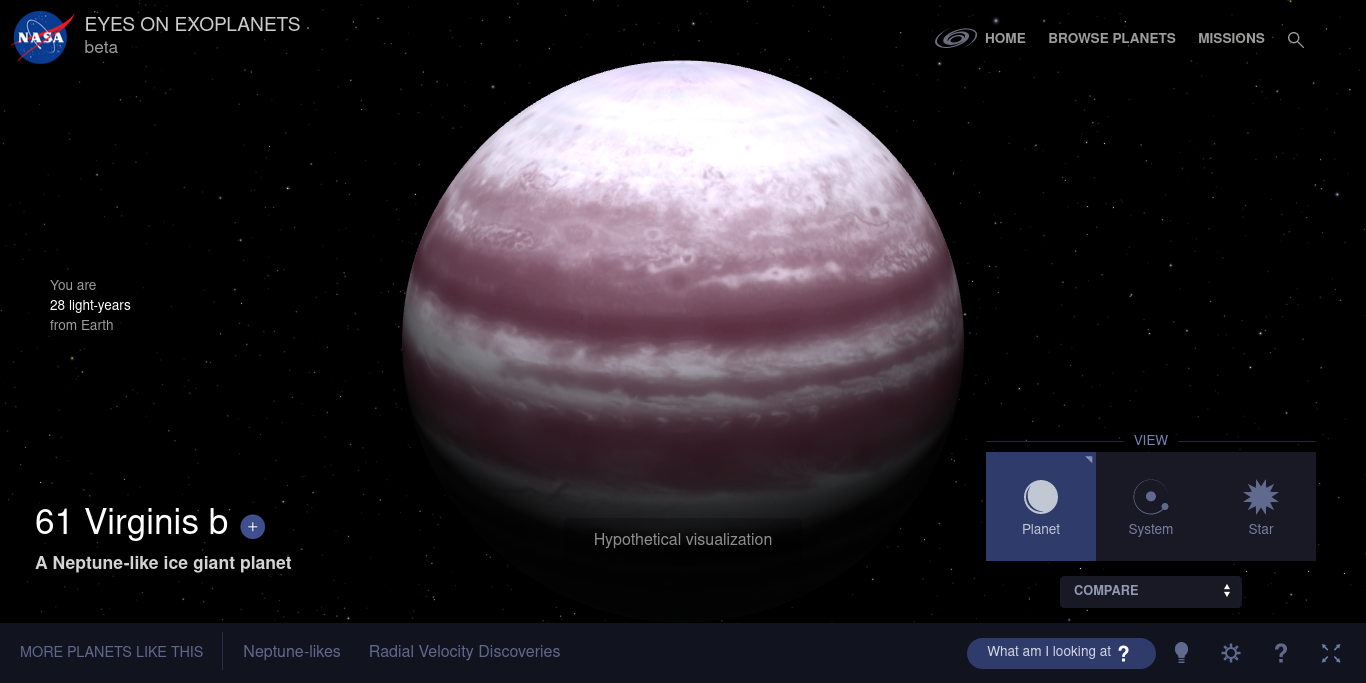 NASA
EYES ON EXOPLANETS
beta
HOME
BROWSE PLANETS
MISSIONS
You are
28 light-years
from Earth
61 Virginis b +
A Neptune-like ice giant planet
Hypothetical visualization
VIEW
Planet
System
Star
COMPARE
MORE PLANETS LIKE THIS
Neptune-likes
Radial Velocity Discoveries
What am I looking at ?
?